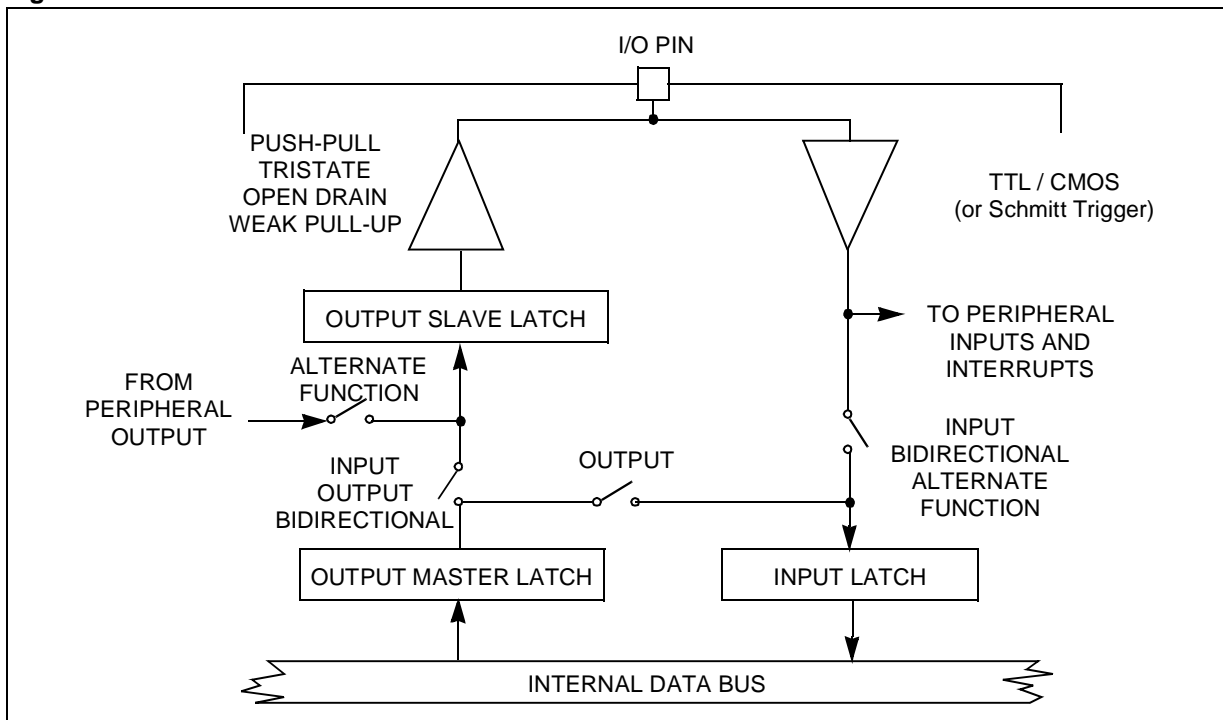 I/O PIN
PUSH-PULL
TRISTATE
OPEN DRAIN
WEAK PULL-UP
TTL / CMOS
(or Schmitt Trigger)
OUTPUT SLAVE LATCH
TO PERIPHERAL
INPUTS AND
INTERRUPTS
ALTERNATE
FUNCTION
FROM
PERIPHERAL
OUTPUT
INPUT
OUTPUT
BIDIRECTIONAL
OUTPUT
INPUT
BIDIRECTIONAL
ALTERNATE
FUNCTION
OUTPUT MASTER LATCH
INPUT LATCH
INTERNAL DATA BUS